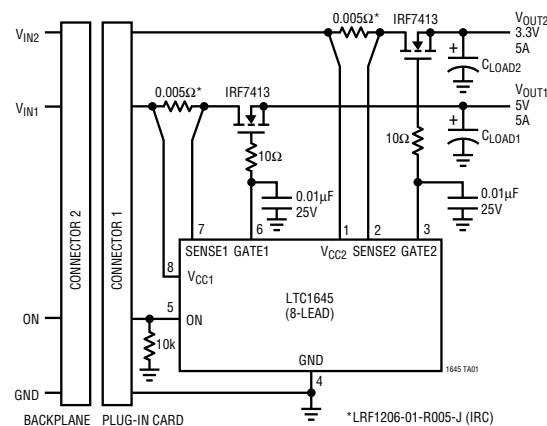 0.005Ω* IRF7413
VIN2
VOUT2
3.3V
5A
CLOAD2
+
0.005Ω* IRF7413
VIN1
VOUT1
5V
5A
CLOAD1
+
10Ω
10Ω
0.01µF
25V
0.01µF
25V
7 6 1 2 3
SENSE1 GATE1 VCC2 SENSE2 GATE2
8
VCC1
CONNECTOR 2
CONNECTOR 1
LTC1645
(8-LEAD)
5
ON
ON
10k
GND
1645 TA01
4
GND
BACKPLANE PLUG-IN CARD
*LRF1206-01-R005-J (IRC)